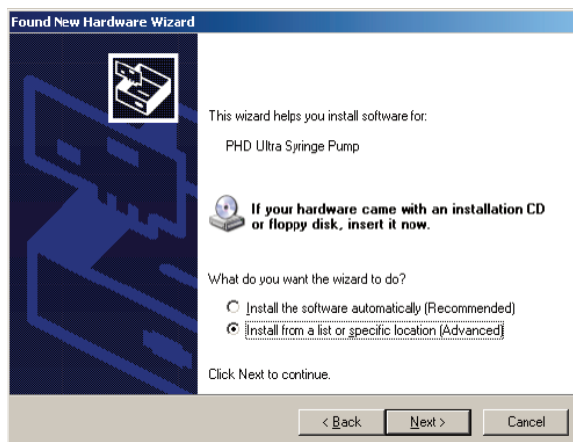 Found New Hardware Wizard
This wizard helps you install software for:
PHD Ultra Syringe Pump
If your hardware came with an installation CD
or floppy disk, insert it now.
What do you want the wizard to do?
Install the software automatically (Recommended)
Install from a list or specific location (Advanced)
Click Next to continue.
< Back
Next >
Cancel